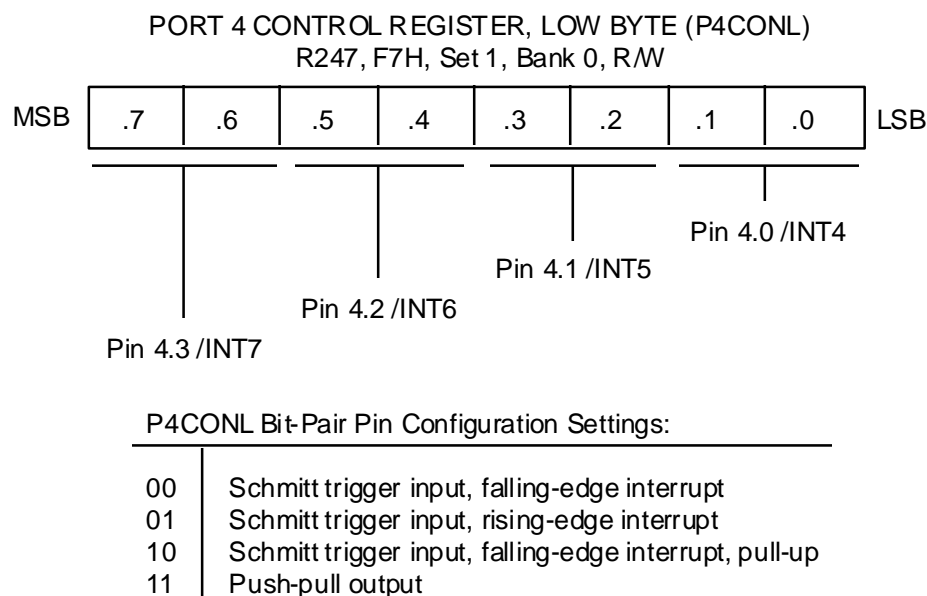 PORT 4 CONTROL REGISTER, LOW BYTE (P4CONL)
R247, F7H, Set 1, Bank 0, R/W
MSB .7 .6 .5 .4 .3 .2 .1 .0 LSB
Pin 4.0 /INT4
Pin 4.1 /INT5
Pin 4.2 /INT6
Pin 4.3 /INT7
P4CONL Bit-Pair Pin Configuration Settings:
00 Schmitt trigger input, falling-edge interrupt
01 Schmitt trigger input, rising-edge interrupt
10 Schmitt trigger input, falling-edge interrupt, pull-up
11 Push-pull output